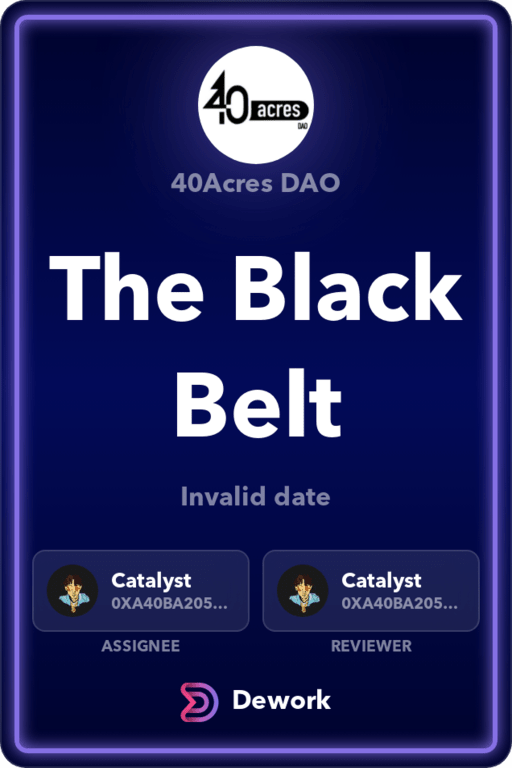 40 acres
DAO
40Acres DAO
The Black
Belt
Invalid date
Catalyst
0XA40BA205...
Catalyst
0XA40BA205...
ASSIGNEE
REVIEWER
Dework